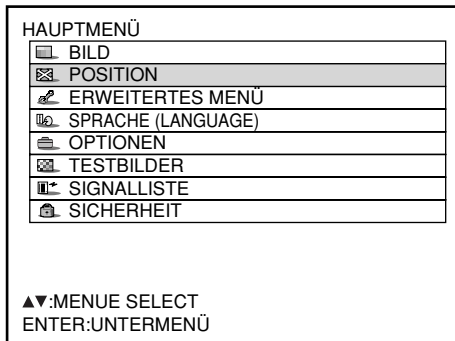 HAUPTMENÜ
BILD
POSITION
ERWEITERTES MENÜ
SPRACHE (LANGUAGE)
OPTIONEN
TESTBILDER
SIGNALLISTE
SICHERHEIT
▲▼:MENUE SELECT
ENTER:UNTERMENÜ